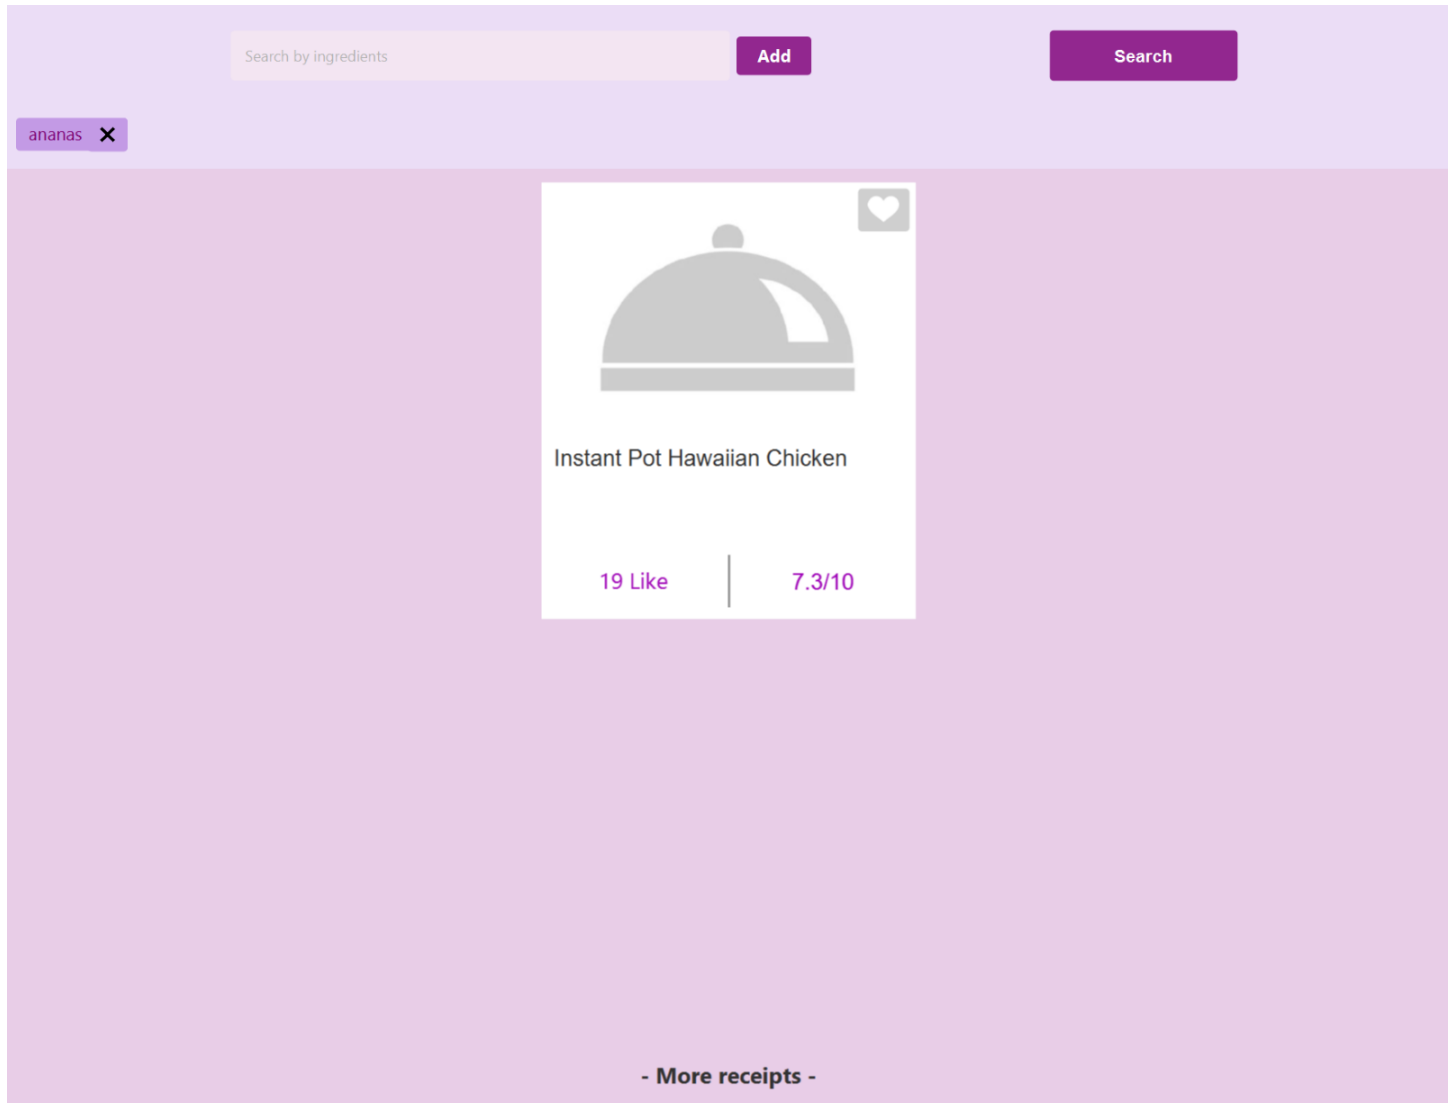 Search by ingredients
Add
Search
ananas
Instant Pot Hawaiian Chicken
19 Like
7.3/10
- More receipts -